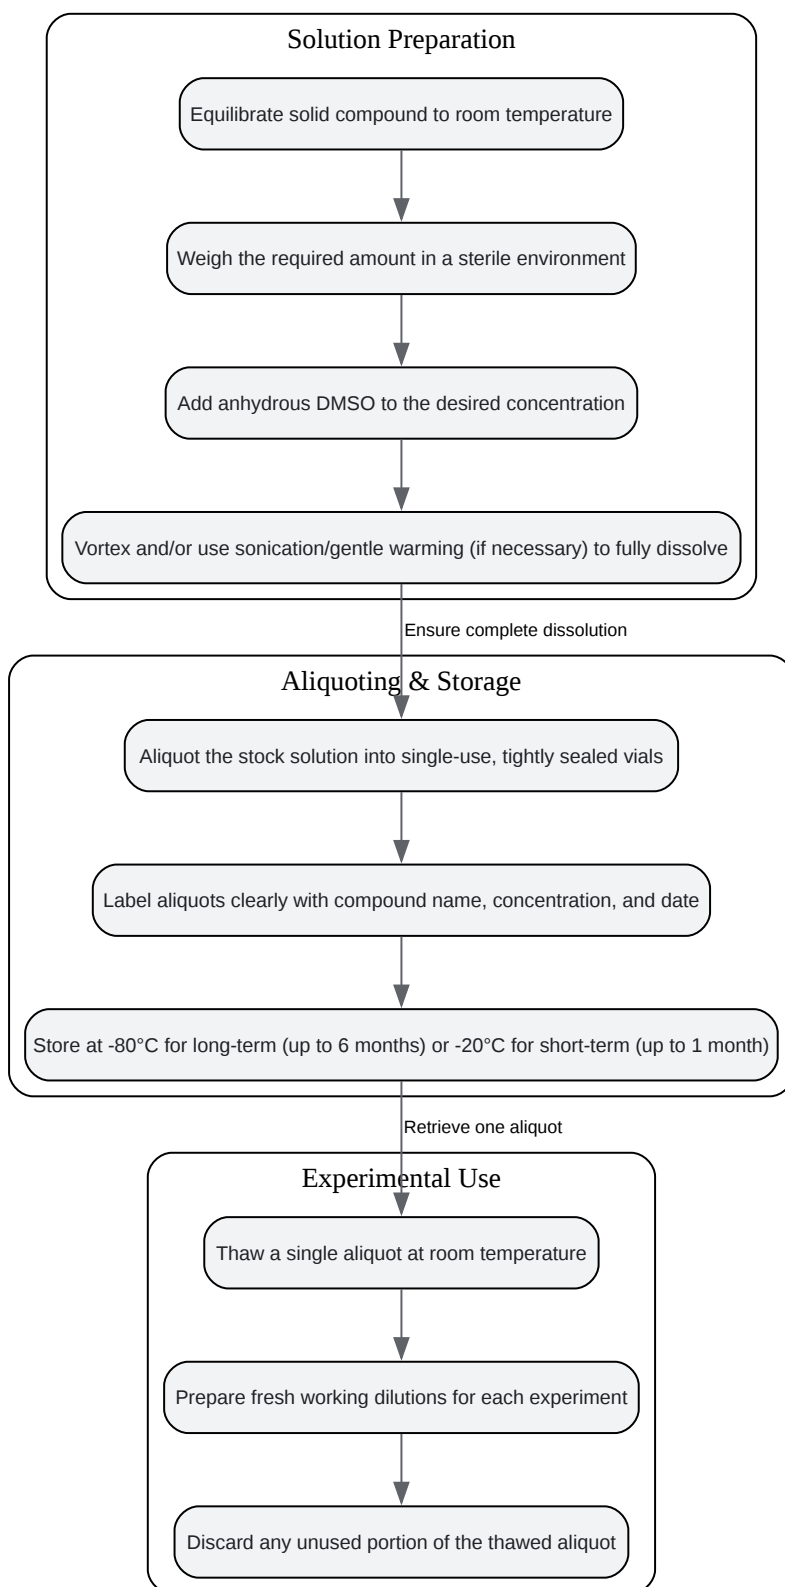 Solution Preparation
Equilibrate solid compound to room temperature
Weigh the required amount in a sterile environment
Add anhydrous DMSO to the desired concentration
Vortex and/or use sonication/gentle warming (if necessary) to fully dissolve
Ensure complete dissolution
Aliquoting & Storage
Aliquot the stock solution into single-use, tightly sealed vials
Label aliquots clearly with compound name, concentration, and date
Store at -80°C for long-term (up to 6 months) or -20°C for short-term (up to 1 month)
Retrieve one aliquot
Experimental Use
Thaw a single aliquot at room temperature
Prepare fresh working dilutions for each experiment
Discard any unused portion of the thawed aliquot